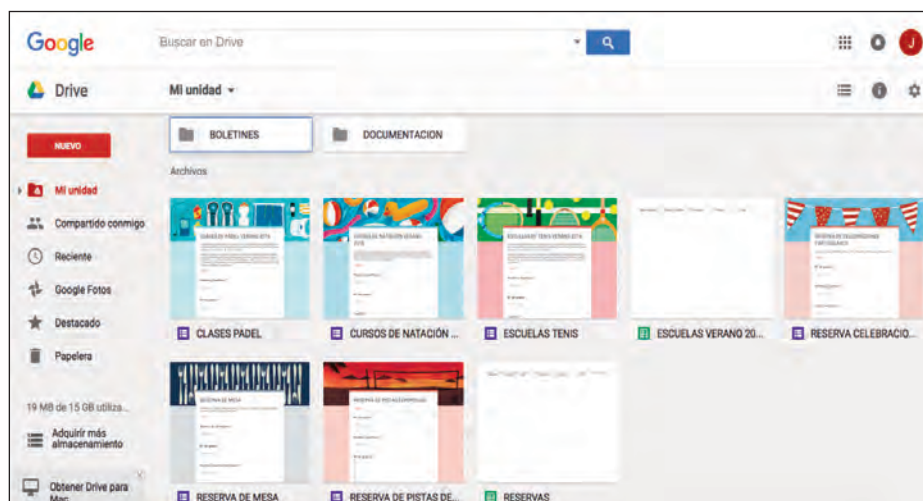 Google
Buscar en Drive
J
Drive
Mi unidad
NUEVO
BOLETINES
DOCUMENTACION
Archivos
Mi unidad
Compartido conmigo
Reciente
Google Fotos
Destacado
Papelera
19 MB de 15 GB utiliza...
Adquirir más
almacenamiento
Obtener Drive para
Mac
CLASES PADEL
CURSOS DE NATACIÓN ...
ESCUELAS TENIS
ESCUELAS VERANO 20...
RESERVA CELEBRACIO...
RESERVA DE MESA
RESERVA DE PISTAS DE...
RESERVAS